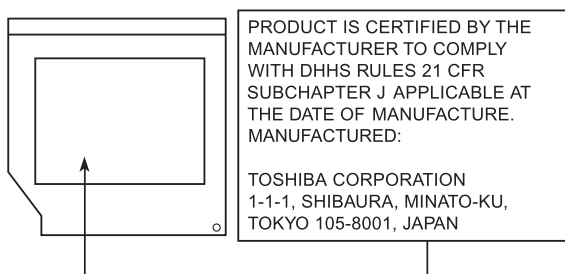 PRODUCT IS CERTIFIED BY THE
MANUFACTURER TO COMPLY
WITH DHHS RULES 21 CFR
SUBCHAPTER J APPLICABLE AT
THE DATE OF MANUFACTURE.
MANUFACTURED:
TOSHIBA CORPORATION
1-1-1, SHIBAURA, MINATO-KU,
TOKYO 105-8001, JAPAN